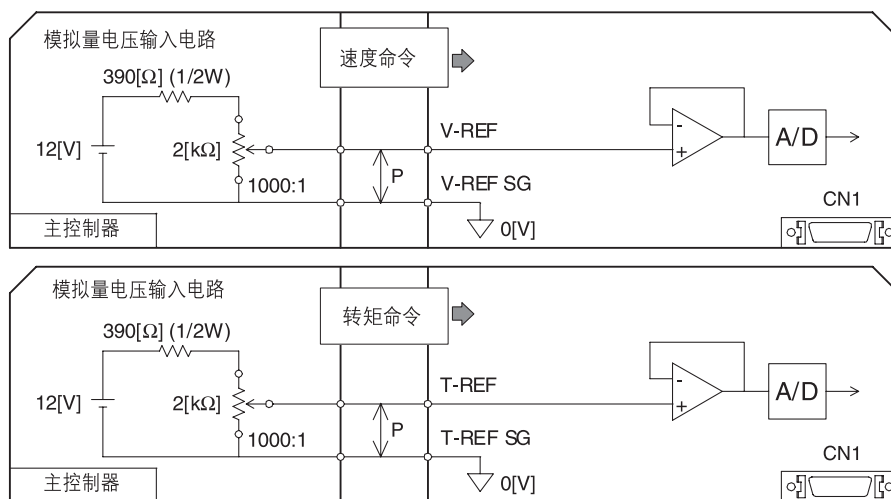 模拟量电压输入电路
速度命令
390[Ω] (1/2W)
V-REF
12[V]
2[kΩ]
P
A/D
1000:1
V-REF SG
CN1
主控制器
0[V]
模拟量电压输入电路
转矩命令
390[Ω] (1/2W)
T-REF
12[V]
2[kΩ]
P
A/D
1000:1
T-REF SG
CN1
主控制器
0[V]